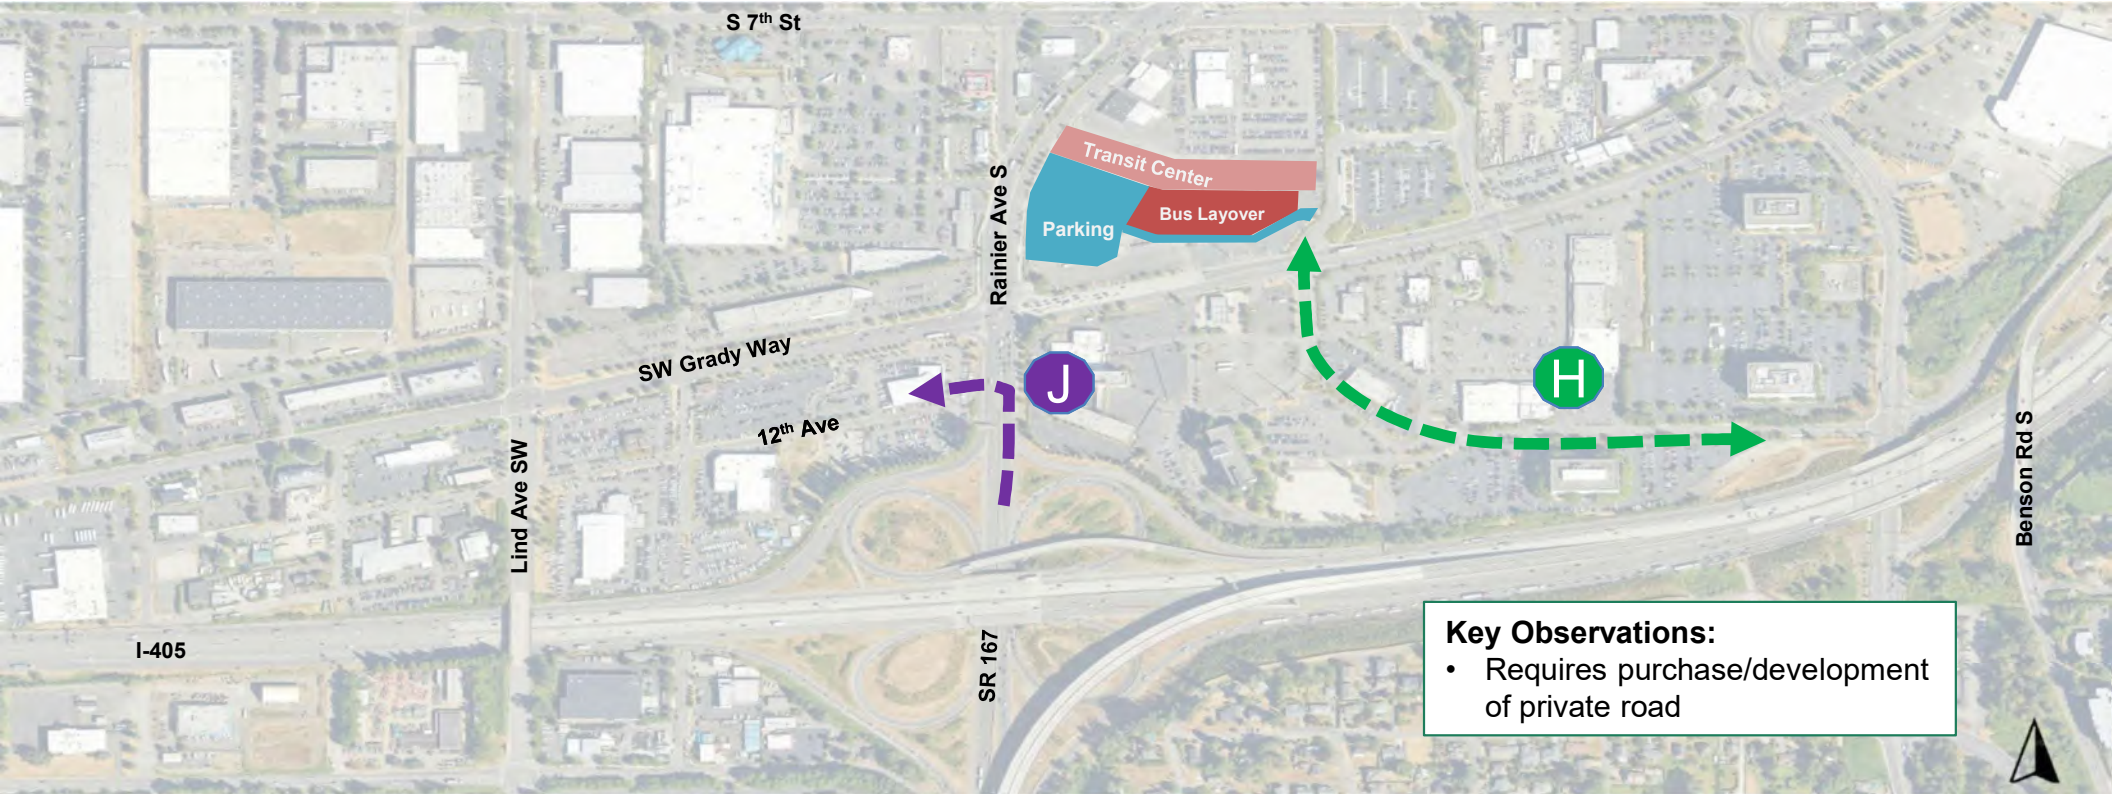 S 7th St
Transit Center
Bus Layover
Parking
Rainier Ave S
SW Grady Way
J
H
12th Ave
Lind Ave SW
Benson Rd S
I-405
SR 167
Key Observations:
• Requires purchase/development
of private road